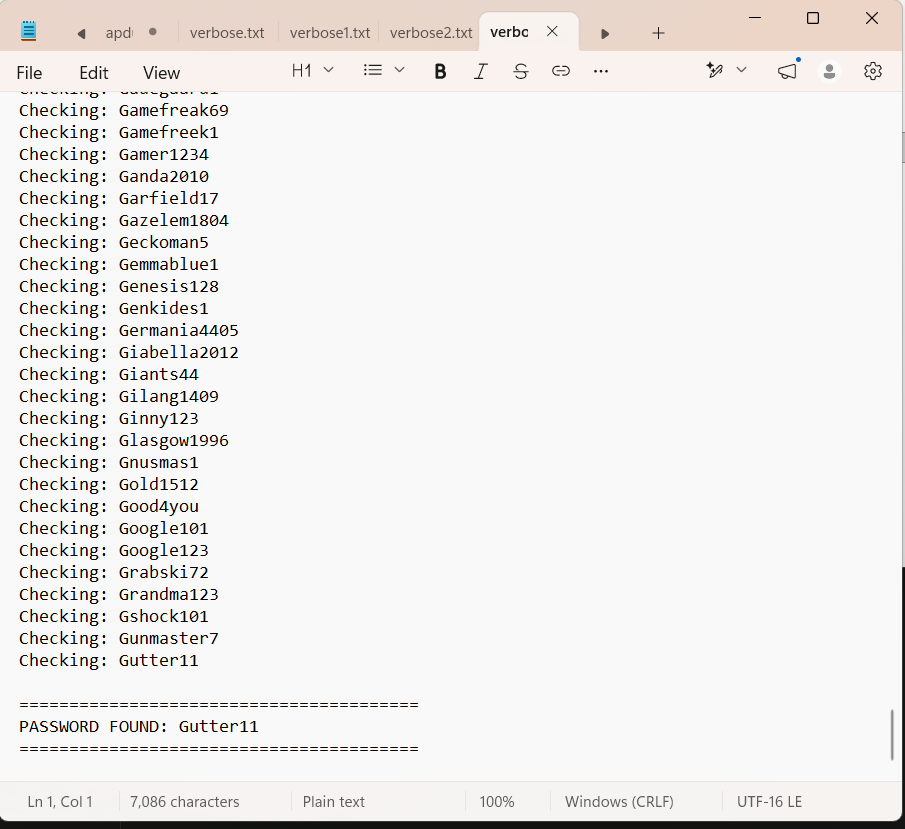 apd
verbose.txt
verbose1.txt
verbose2.txt
verbo
File
Edit
View
H1
B
I
S
Checking: Gamefreak69
Checking: Gamefreek1
Checking: Gamer1234
Checking: Ganda2010
Checking: Garfield17
Checking: Gazelem1804
Checking: Geckoman5
Checking: Gemmablue1
Checking: Genesis128
Checking: Genkides1
Checking: Germania4405
Checking: Giabella2012
Checking: Giants44
Checking: Gilang1409
Checking: Ginny123
Checking: Glasgow1996
Checking: Gnusmas1
Checking: Gold1512
Checking: Good4you
Checking: Google101
Checking: Google123
Checking: Grabski72
Checking: Grandma123
Checking: Gshock101
Checking: Gunmaster7
Checking: Gutter11
========================================
PASSWORD FOUND: Gutter11
========================================
Ln 1, Col 1
7,086 characters
Plain text
100%
Windows (CRLF)
UTF-16 LE